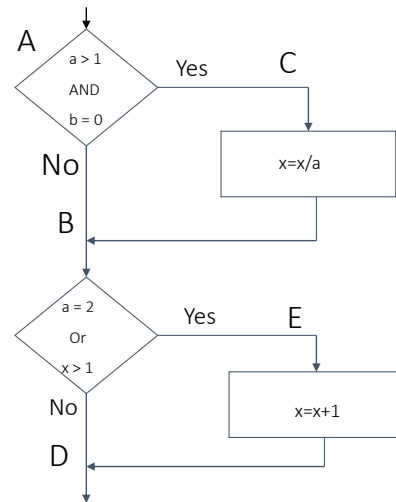 A
a > 1
AND
b = 0
Yes
C
x=x/a
No
B
a = 2
Or
x > 1
Yes
E
x=x+1
No
D